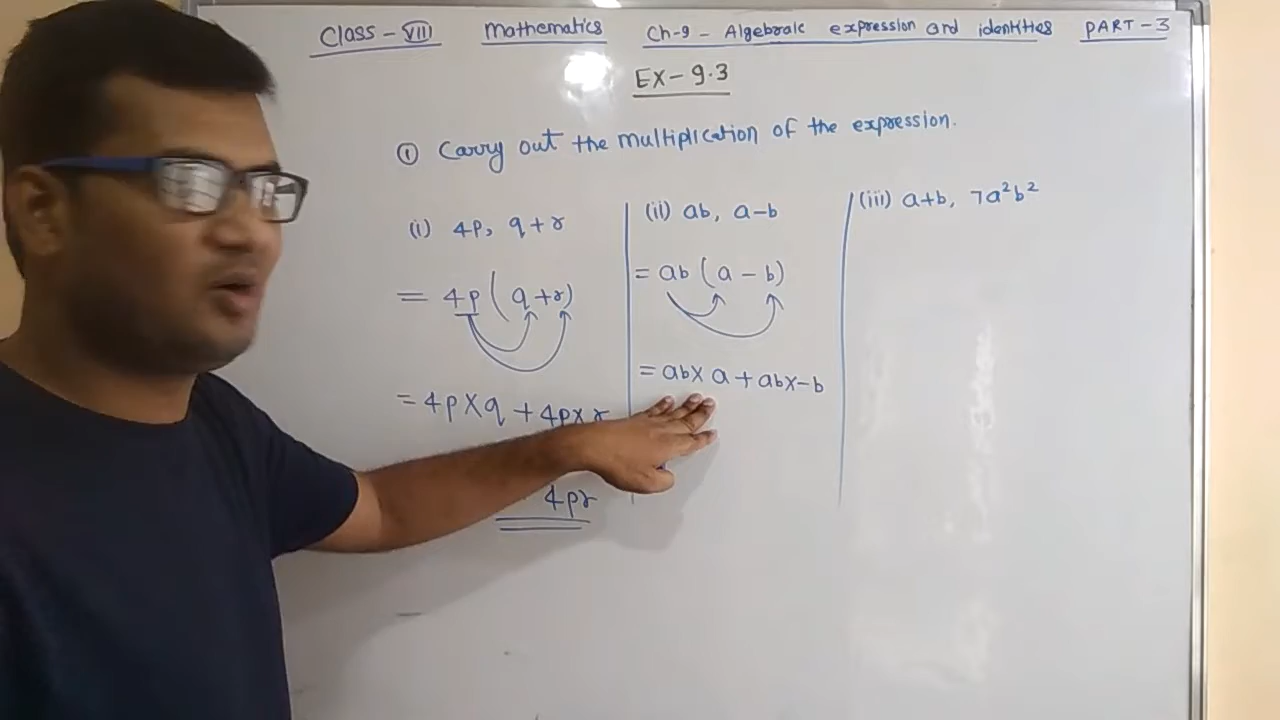 Class - VIII Mathematics Ch-9 - Algebraic expression and identities PART - 3
EX - 9.3
① Carry out the multiplication of the expression.
(i) 4p, q+r
= 4p(q+r)
= 4p×q + 4p×r
4pr
(ii) ab, a-b
= ab(a - b)
= ab× a + ab×-b
(iii) a+b, 7a²b²